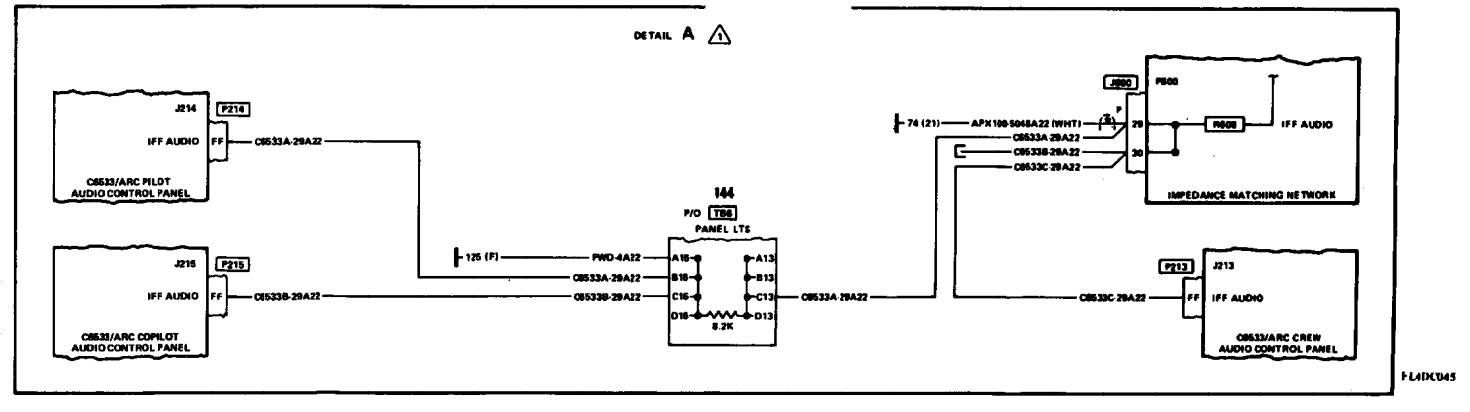 DETAIL A 1
J214
P214
IFF AUDIO FF
C6533A-29A22
C6533/ARC PILOT
AUDIO CONTROL PANEL
J215
P215
IFF AUDIO FF
C6533B-29A22
C6533/ARC COPILOT
AUDIO CONTROL PANEL
144
P/O TB6
PANEL LTS
125 (F) PWD-4A22 A16 A13
C6533A-29A22 B16 B13
C6533B-29A22 C16 C13 C6533A-29A22
D16 D13
8.2K
J600
P600
P
74 (21) APX100-5048A22 (WHT) 29
C6533A-29A22
C6533B-29A22 30
C6533C-29A22
R608
IFF AUDIO
IMPEDANCE MATCHING NETWORK
P213
J213
C6533C-29A22 FF IFF AUDIO
C6533/ARC CREW
AUDIO CONTROL PANEL